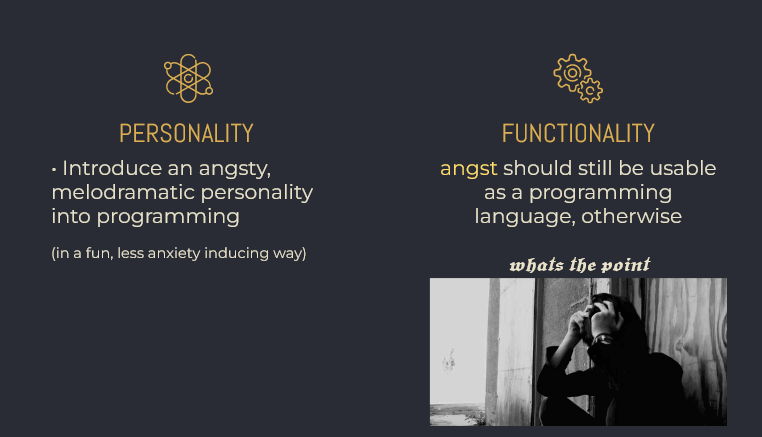 PERSONALITY
• Introduce an angsty,
melodramatic personality
into programming
(in a fun, less anxiety inducing way)
FUNCTIONALITY
angst should still be usable
as a programming
language, otherwise
whats the point